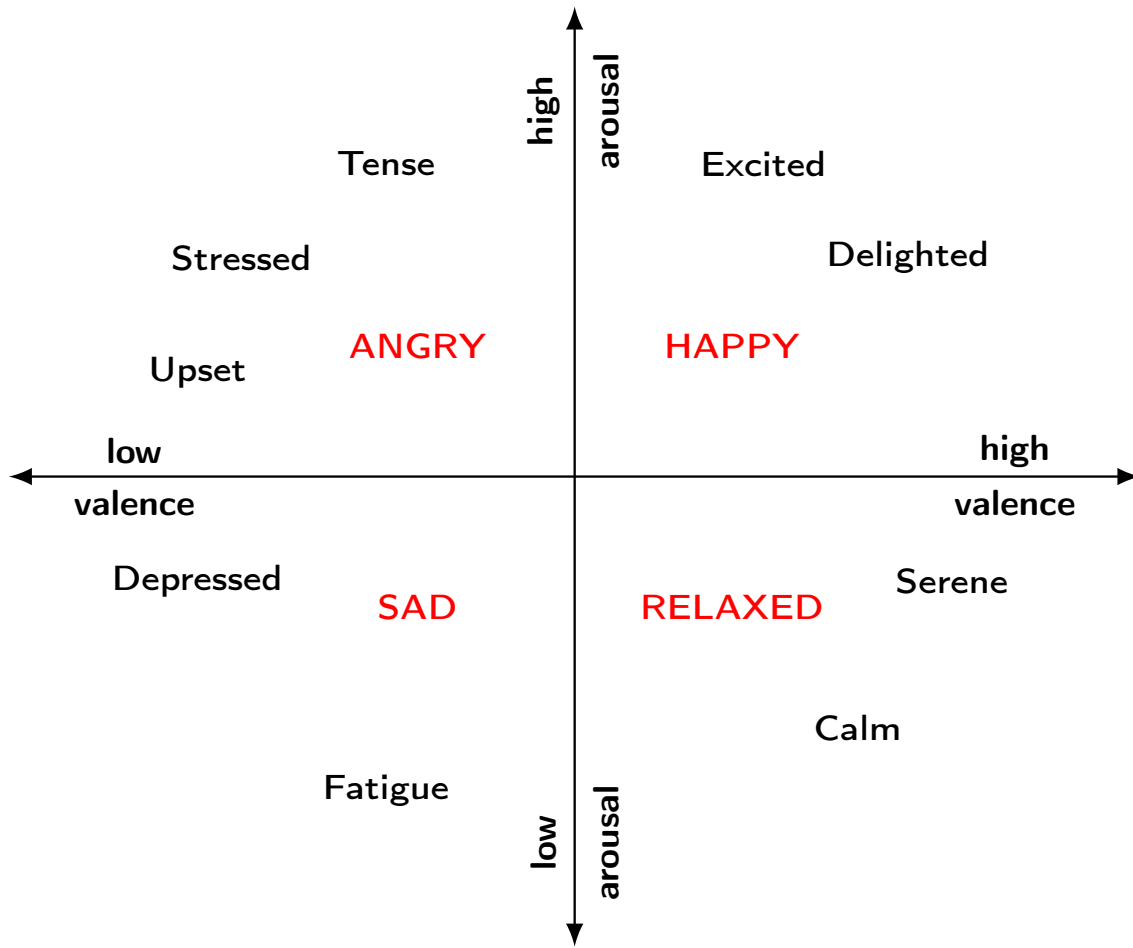 high
arousal
Tense
Excited
Stressed
Delighted
ANGRY
HAPPY
Upset
low
valence
high
valence
Depressed
SAD
RELAXED
Serene
Calm
Fatigue
low
arousal